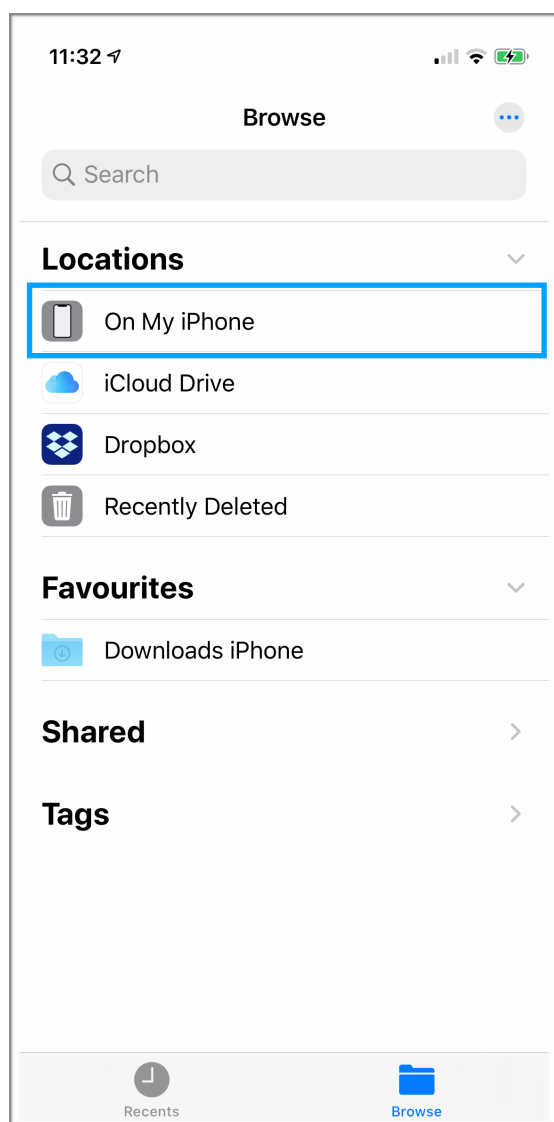 11:32
Browse
Search
Locations
On My iPhone
iCloud Drive
Dropbox
Recently Deleted
Favourites
Downloads iPhone
Shared
Tags
Recents
Browse